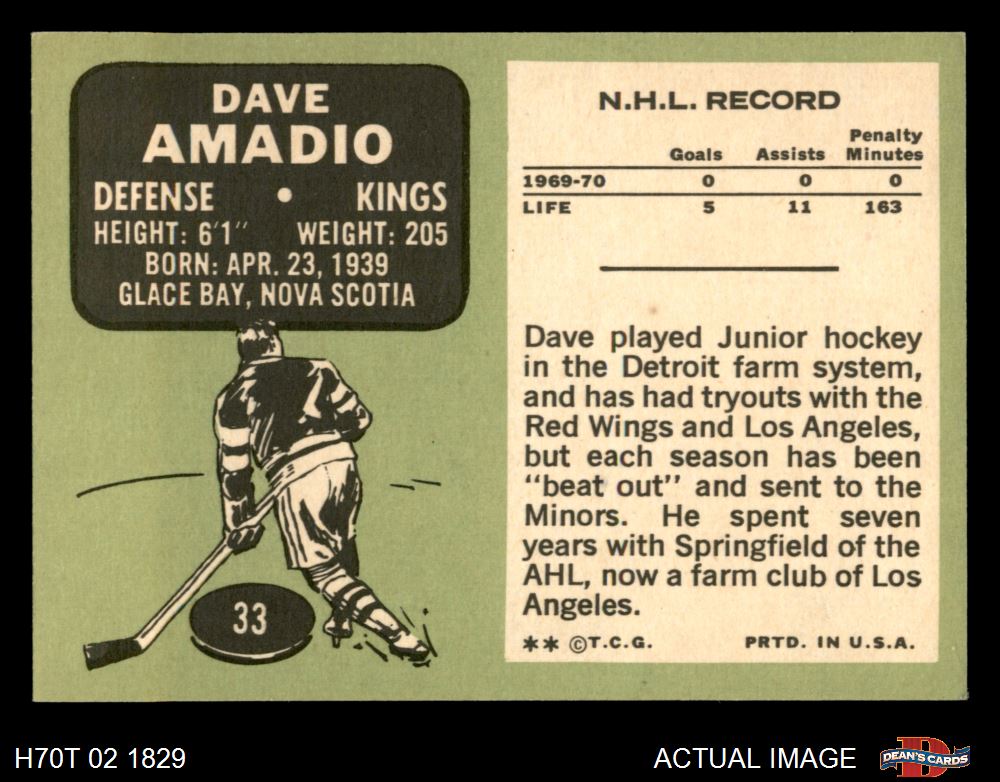 DAVE
AMADIO
DEFENSE • KINGS
HEIGHT: 6'1" WEIGHT: 205
BORN: APR. 23, 1939
GLACE BAY, NOVA SCOTIA
33
N.H.L. RECORD
Goals Assists Penalty Minutes
1969-70 0 0 0
LIFE 5 11 163
Dave played Junior hockey
in the Detroit farm system,
and has had tryouts with the
Red Wings and Los Angeles,
but each season has been
"beat out" and sent to the
Minors. He spent seven
years with Springfield of the
AHL, now a farm club of Los
Angeles.
** ©T.C.G. PRTD. IN U.S.A.
H70T 02 1829
ACTUAL IMAGE
D
DEAN'S CARDS